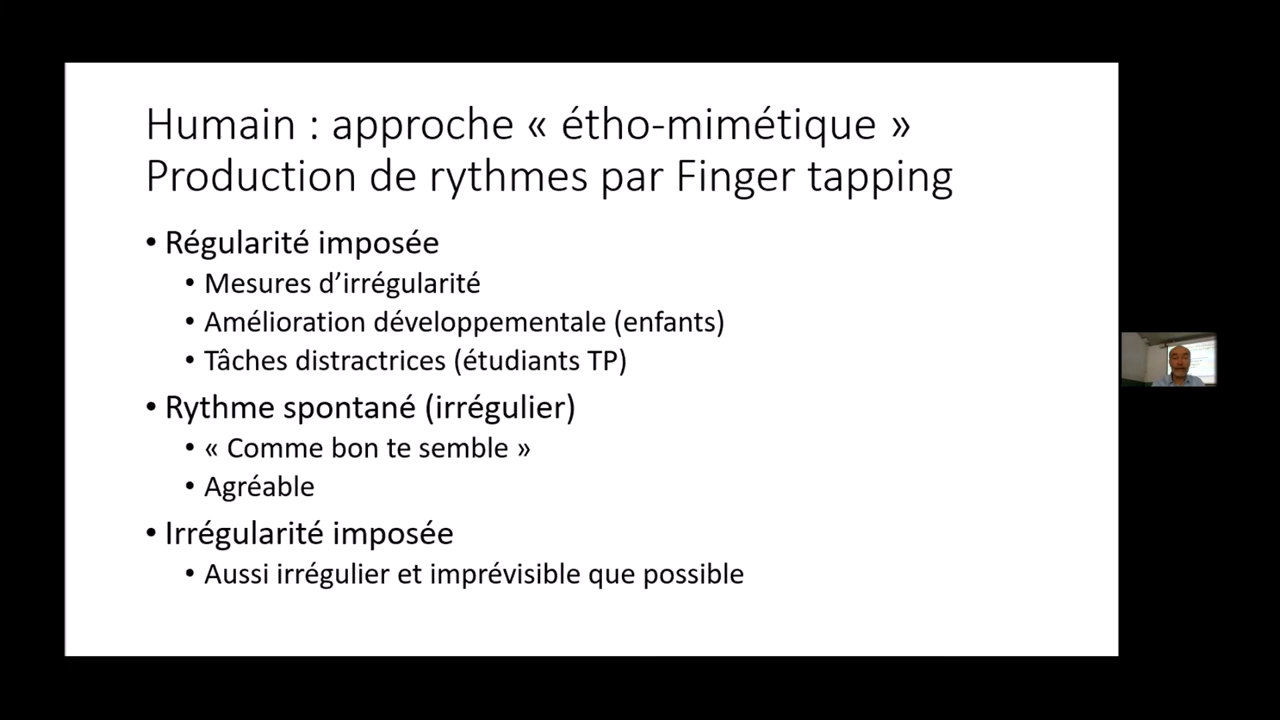 Humain : approche « étho-mimétique »
Production de rythmes par Finger tapping
• Régularité imposée
• Mesures d’irrégularité
• Amélioration développementale (enfants)
• Tâches distractrices (étudiants TP)
• Rythme spontané (irrégulier)
• « Comme bon te semble »
• Agréable
• Irrégularité imposée
• Aussi irrégulier et imprévisible que possible